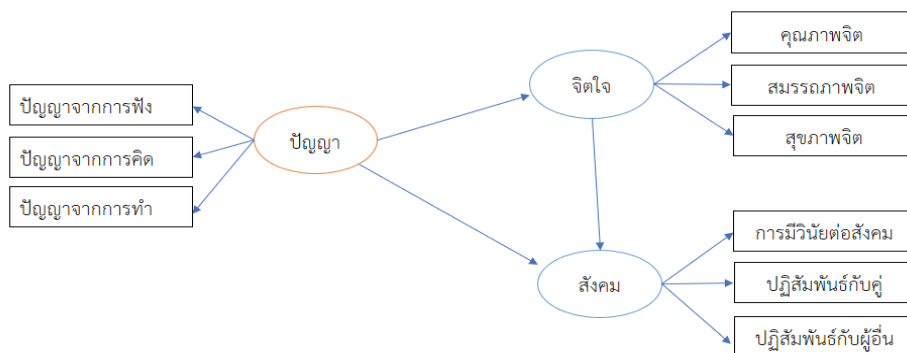 คุณภาพจิต
จิตใจ
สมรรถภาพจิต
ปัญญาจากการฟัง
สุขภาพจิต
ปัญญา
ปัญญาจากการคิด
ปัญญาจากการทำ
การมีวินัยต่อสังคม
สังคม
ปฏิสัมพันธ์กับคู่
ปฏิสัมพันธ์กับผู้อื่น